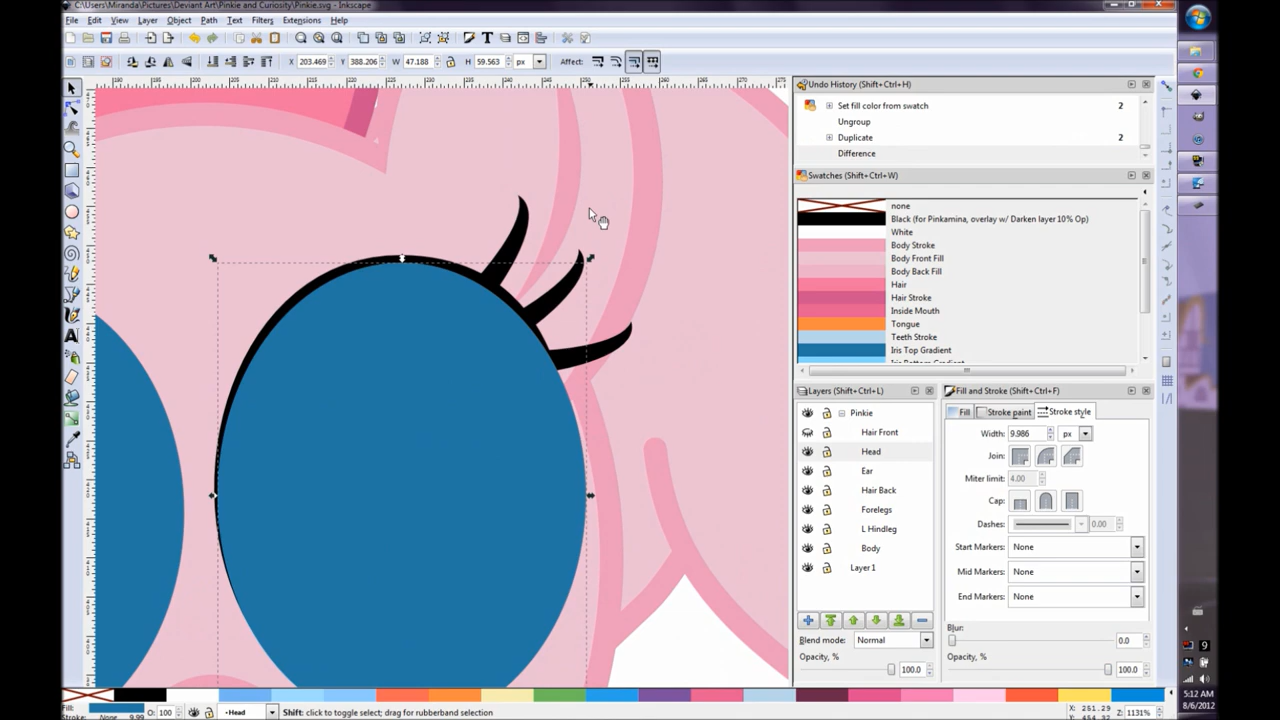 C:\Users\Miranda\Pictures\Deviant Art\Pinkie and Curiosity\Pinkie.svg - Inkscape
File Edit View Layer Object Path Text Filters Extensions Help
X 203.469 Y 388.206 W 47.188 H 59.563 px Affect:
Undo History (Shift+Ctrl+H)
Set fill color from swatch 2
Ungroup
Duplicate 2
Difference
Swatches (Shift+Ctrl+W)
none
Black (for Pinkamina, overlay w/ Darken layer 10% Op)
White
Body Stroke
Body Front Fill
Body Back Fill
Hair
Hair Stroke
Inside Mouth
Tongue
Teeth Stroke
Iris Top Gradient
Layers (Shift+Ctrl+L)
Pinkie
Hair Front
Head
Ear
Hair Back
Forelegs
L Hindleg
Body
Layer 1
Blend mode: Normal
Opacity, % 100.0
Fill and Stroke (Shift+Ctrl+F)
Fill Stroke paint Stroke style
Width: 9.986 px
Join:
Miter limit: 4.00
Cap:
Dashes: 0.00
Start Markers: None
Mid Markers: None
End Markers: None
Blur:
0.0
Opacity, %
100.0
Fill:
Stroke: 9.99
O: 100
Head
Shift: click to toggle select; drag for rubberband selection
X: 251.29
Y: 454.32
Z: 1131%
9
5:12 AM
8/6/2012